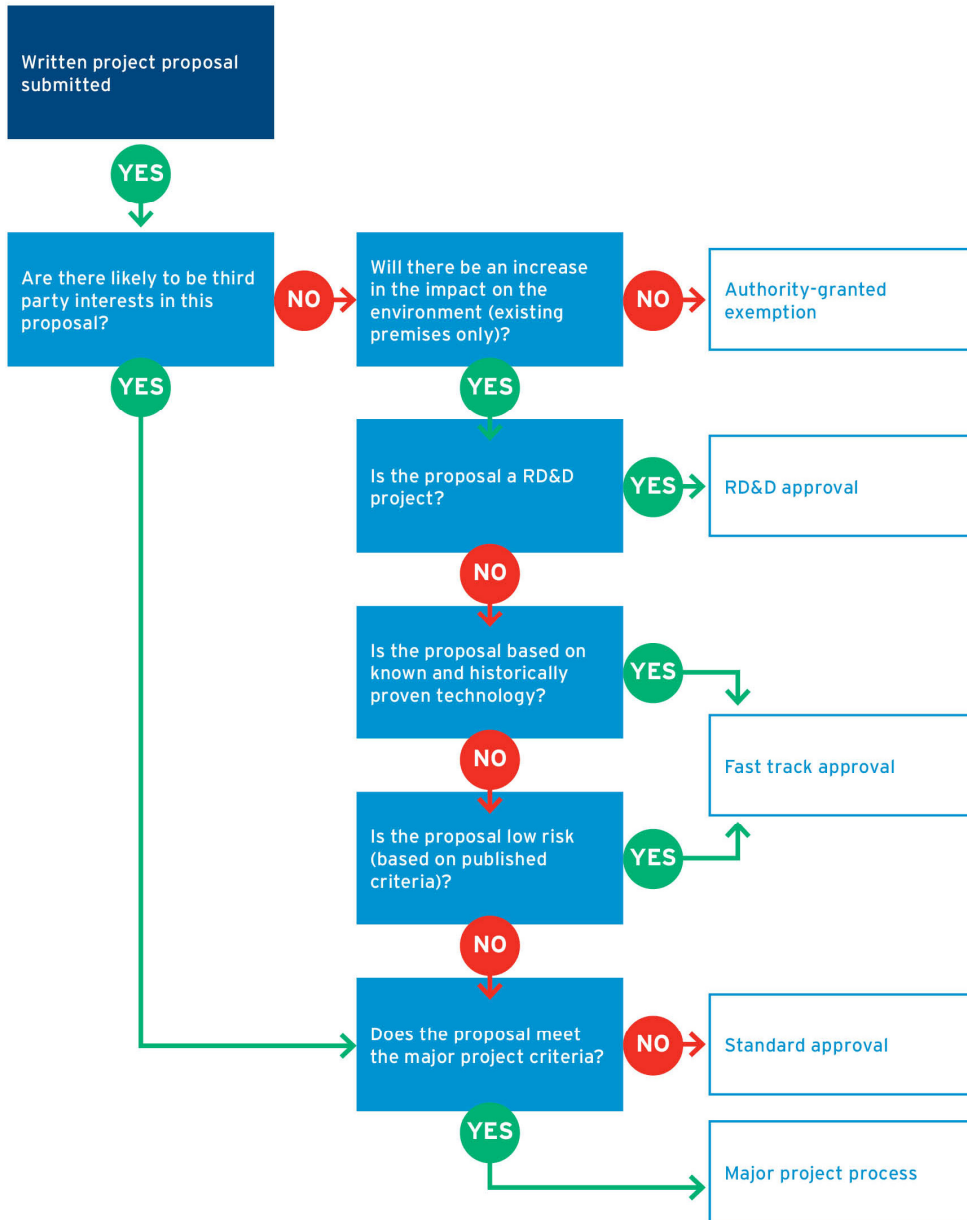 Written project proposal
submitted
YES
Are there likely to be third
party interests in this
proposal?
NO
Will there be an increase
in the impact on the
environment (existing
premises only)?
NO
Authority-granted
exemption
YES
YES
Is the proposal a RD&D
project?
YES
RD&D approval
NO
Is the proposal based on
known and historically
proven technology?
YES
Fast track approval
NO
Is the proposal low risk
(based on published
criteria)?
YES
NO
Does the proposal meet
the major project criteria?
NO
Standard approval
YES
Major project process